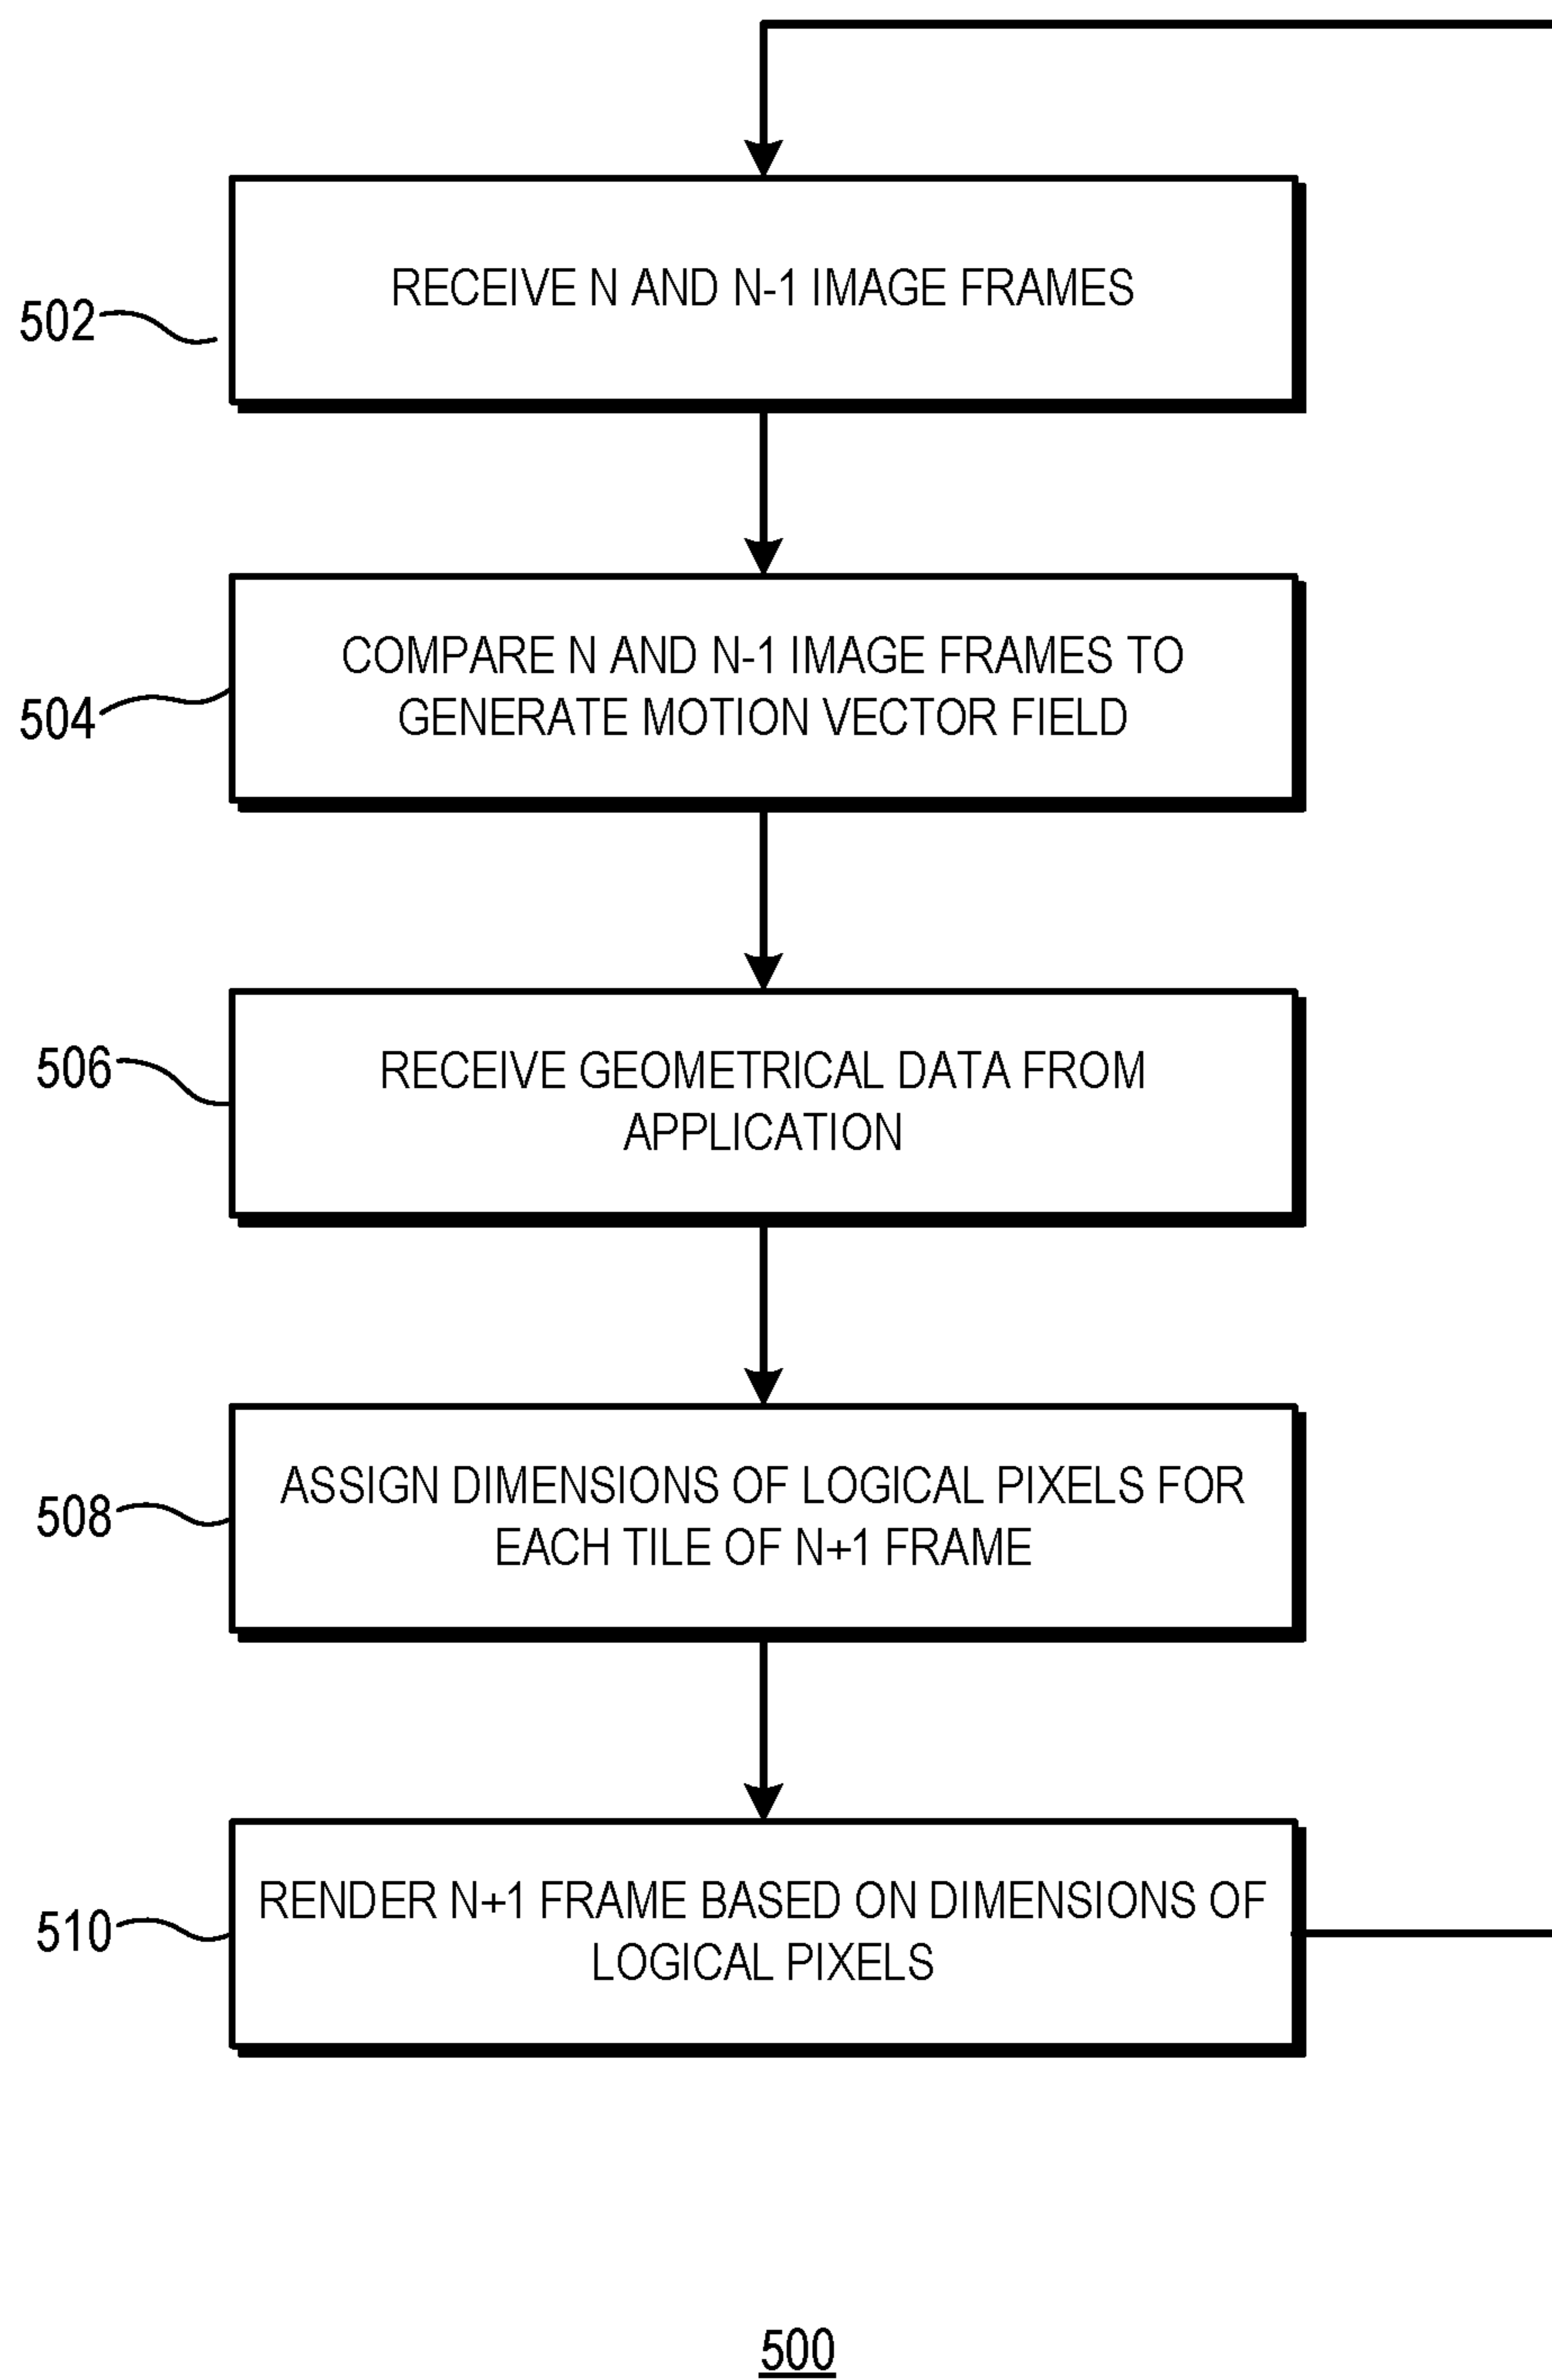 502
RECEIVE N AND N-1 IMAGE FRAMES
504
COMPARE N AND N-1 IMAGE FRAMES TO
GENERATE MOTION VECTOR FIELD
506
RECEIVE GEOMETRICAL DATA FROM
APPLICATION
508
ASSIGN DIMENSIONS OF LOGICAL PIXELS FOR
EACH TILE OF N+1 FRAME
510
RENDER N+1 FRAME BASED ON DIMENSIONS OF
LOGICAL PIXELS
500